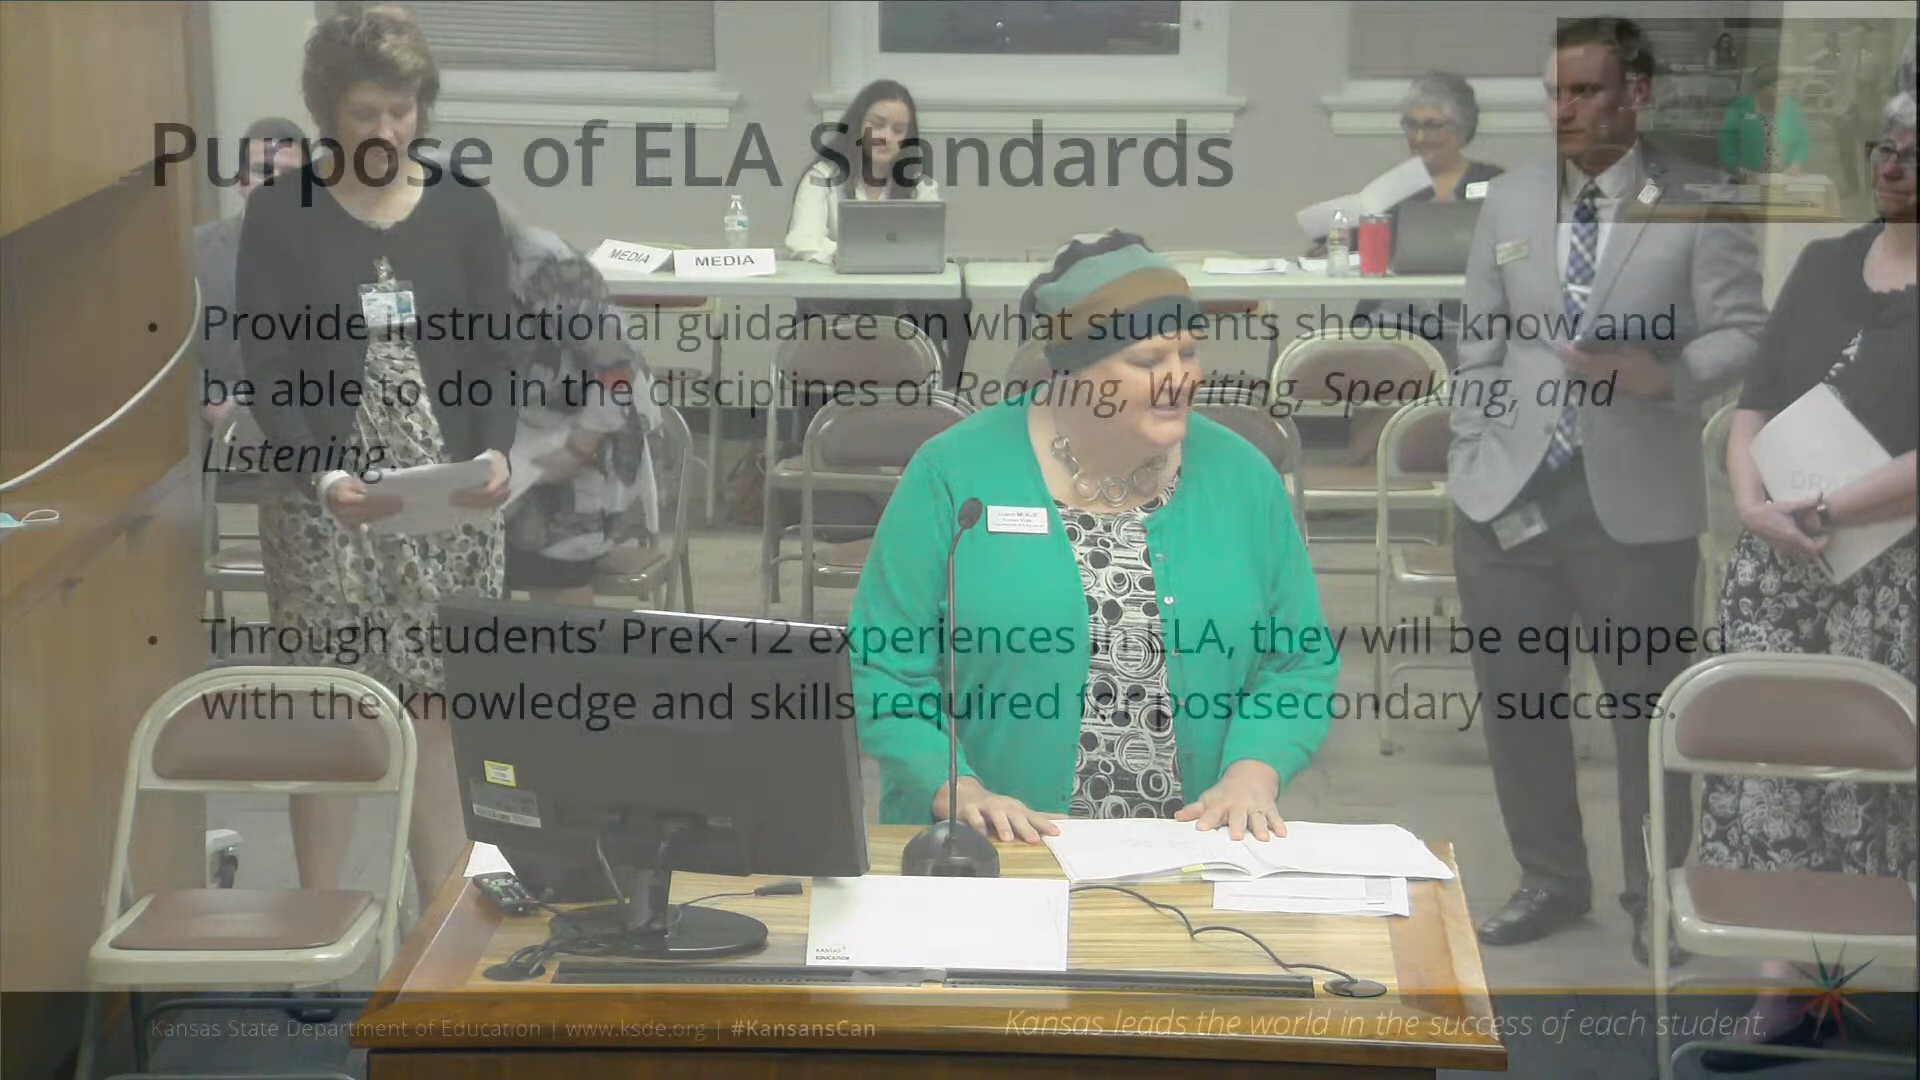 Purpose of ELA Standards
MEDIA
MEDIA
• Provide instructional guidance on what students should know and
be able to do in the disciplines of Reading, Writing, Speaking, and
Listening.
• Through students’ PreK-12 experiences in ELA, they will be equipped
with the knowledge and skills required for postsecondary success.
KANSAS
EDUCATION
Kansas State Department of Education | www.ksde.org | #KansansCan
Kansas leads the world in the success of each student.